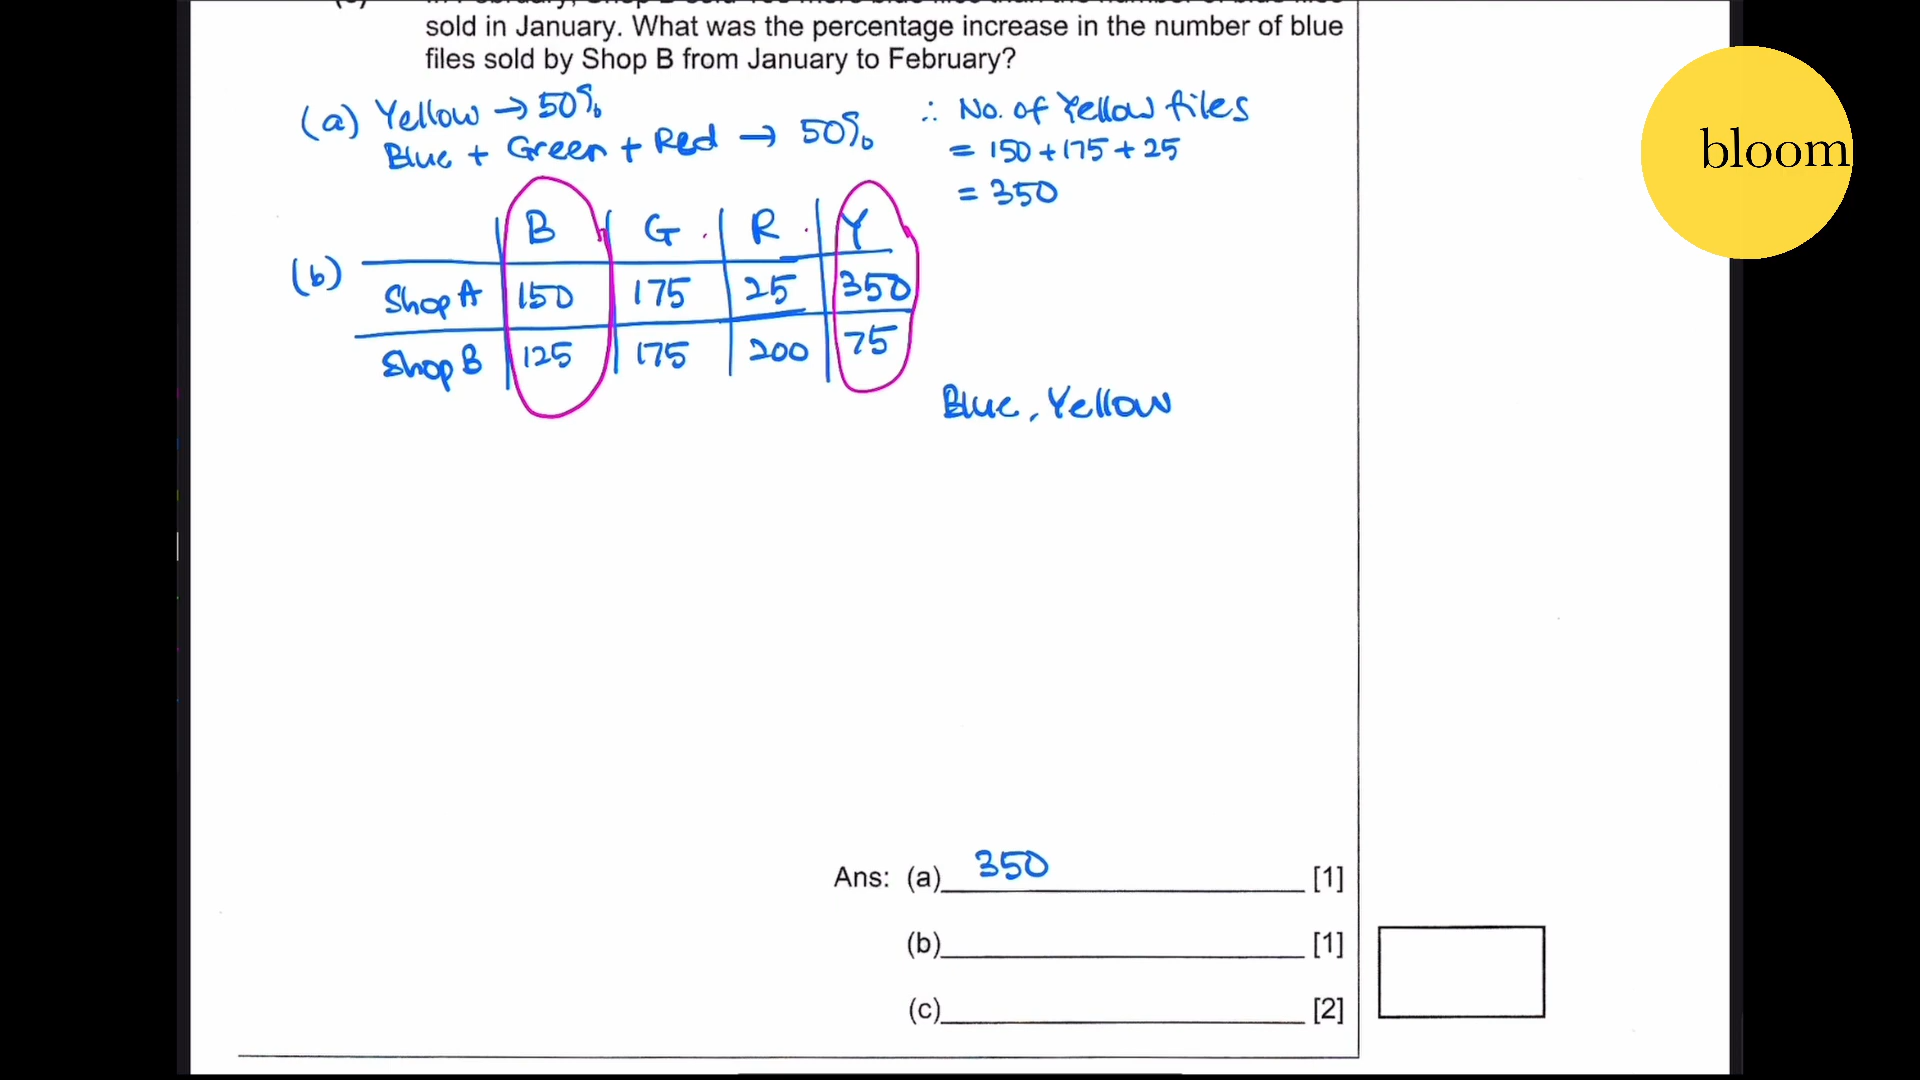 sold in January. What was the percentage increase in the number of blue
files sold by Shop B from January to February?
(a) Yellow → 50%
Blue + Green + Red → 50%
∴ No. of Yellow files
= 150 + 175 + 25
= 350
bloom
B G R Y
(b)
Shop A 150 175 25 350
Shop B 125 175 200 75
Blue, Yellow
Ans: (a) 350 [1]
(b) [1]
(c) [2]